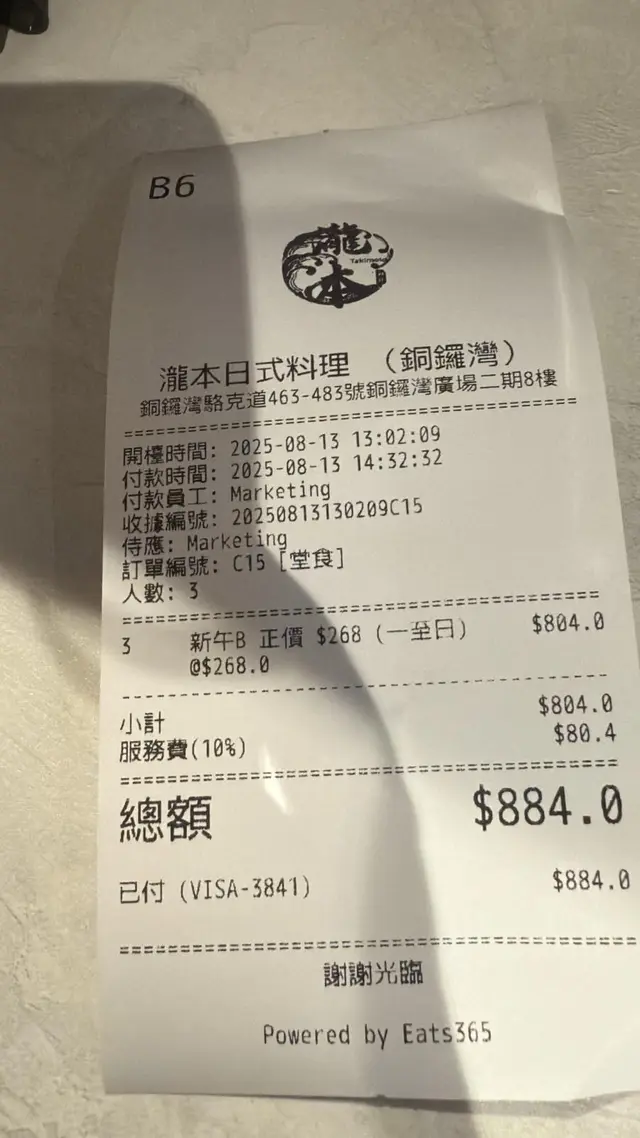 B6
瀧本
Takimoto
瀧本日式料理 (銅鑼灣)
銅鑼灣駱克道463-483號銅鑼灣廣場二期8樓
開檯時間: 2025-08-13 13:02:09
付款時間: 2025-08-13 14:32:32
付款員工: Marketing
收據編號: 20250813130209C15
侍應: Marketing
訂單編號: C15 [堂食]
人數: 3
3 新午B 正價 $268 (一至日) $804.0
@$268.0
小計 $804.0
服務費(10%) $80.4
總額 $884.0
已付 (VISA-3841) $884.0
謝謝光臨
Powered by Eats365